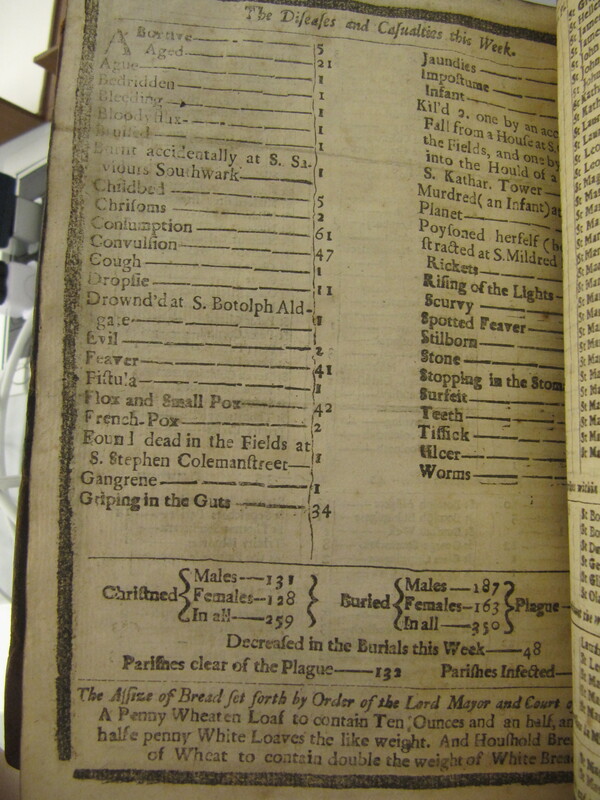 The Diſeaſes and Caſualties this Week.
ABortive 5
Aged 21
Ague 1
Bedridden 1
Bleeding 1
Bloody flux 1
Bruiſed 1
Burnt accidentally at S. Sa-
viours Southwark 1
Childbed 5
Chriſoms 2
Conſumption 61
Convulſion 47
Cough 1
Dropſie 11
Drownd'd at S. Botolph Ald-
gate 1
Evil 2
Feaver 41
Fiſtula 1
Flox and Small Pox 42
French-Pox 2
Found dead in the Fields at
S. Stephen Colemanſtreet 1
Gangrene 1
Griping in the Guts 34
Jaundies
Impoſtume
Infant
Kil'd 2. one by an acc
Fall from a Houſe at S.
the Fields, and one by
into the Hould of a
S. Kathar. Tower
Murdred (an Infant) at
Planet
Poyſoned herſelf (b
ſtracted at S. Mildred
Rickets
Riſing of the Lights
Scurvy
Spotted Feaver
Stilborn
Stone
Stopping in the Stom
Surfeit
Teeth
Tiſſick
Ulcer
Worms
Chriſtned { Males 131 Females 128 In all 259 }
Buried { Males 187 Females 163 In all 350 } Plague
Decreaſed in the Burials this Week 48
Pariſhes clear of the Plague 132 Pariſhes Infected
The Aſſize of Bread ſet forth by Order of the Lord Mayor and Court o
A Penny Wheaten Loaf to contain Ten Ounces and an half, an
halfe penny White Loaves the like weight. And Houſhold Brea
of Wheat to contain double the weight of White Brea